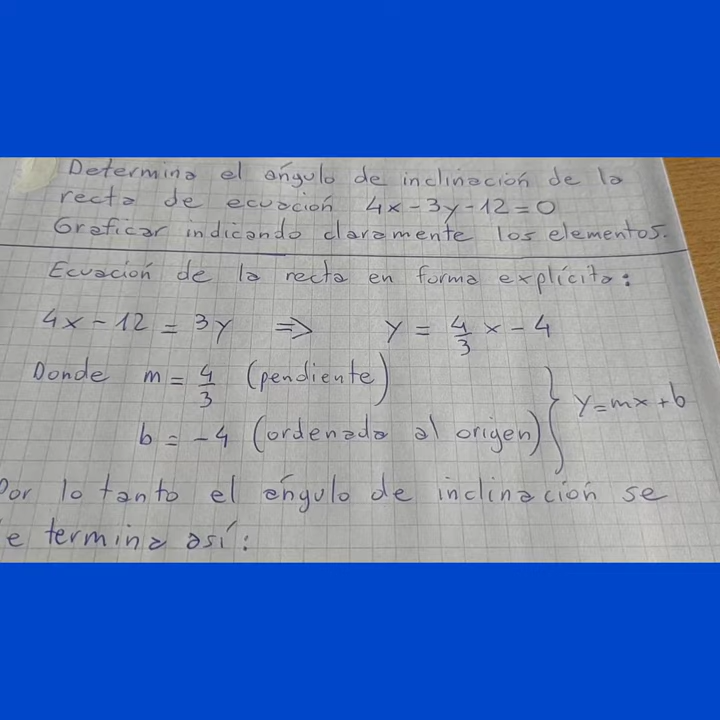 Determina el ángulo de inclinación de la
recta de ecuación 4x-3y-12=0
Graficar indicando claramente los elementos.
Ecuación de la recta en forma explícita:
4x-12 = 3y ⇒ y = 4/3 x - 4
Donde m = 4/3 (pendiente)
b = -4 (ordenada al origen) } y=mx+b
Por lo tanto el ángulo de inclinación se
termina así: